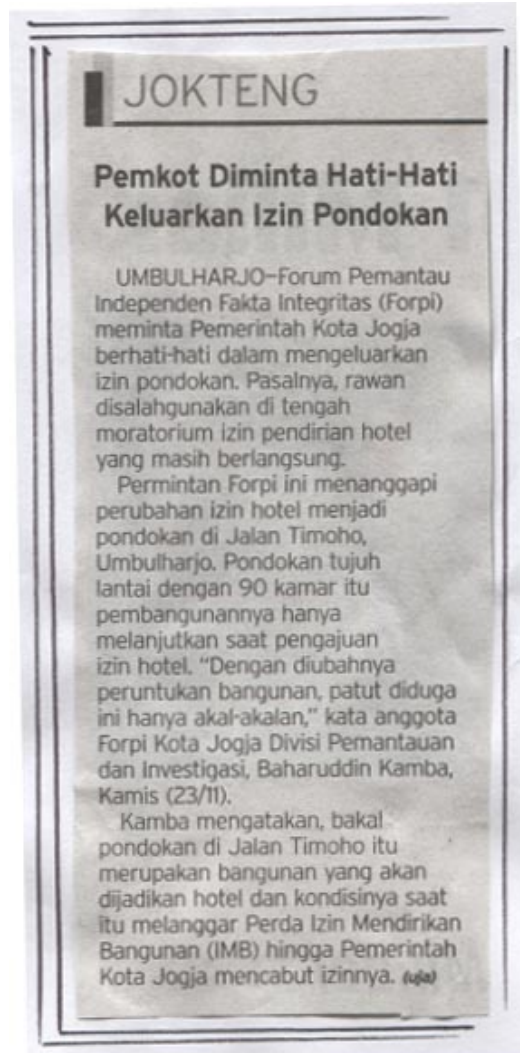 JOKTENG
Pemkot Diminta Hati-Hati
Keluarkan Izin Pondokan
UMBULHARJO–Forum Pemantau
Independen Fakta Integritas (Forpi)
meminta Pemerintah Kota Jogja
berhati-hati dalam mengeluarkan
izin pondokan. Pasalnya, rawan
disalahgunakan di tengah
moratorium izin pendirian hotel
yang masih berlangsung.
Permintan Forpi ini menanggapi
perubahan izin hotel menjadi
pondokan di Jalan Timoho,
Umbulharjo. Pondokan tujuh
lantai dengan 90 kamar itu
pembangunannya hanya
melanjutkan saat pengajuan
izin hotel. “Dengan diubahnya
peruntukan bangunan, patut diduga
ini hanya akal-akalan,” kata anggota
Forpi Kota Jogja Divisi Pemantauan
dan Investigasi, Baharuddin Kamba,
Kamis (23/11).
Kamba mengatakan, bakal
pondokan di Jalan Timoho itu
merupakan bangunan yang akan
dijadikan hotel dan kondisinya saat
itu melanggar Perda Izin Mendirikan
Bangunan (IMB) hingga Pemerintah
Kota Jogja mencabut izinnya. (uja)